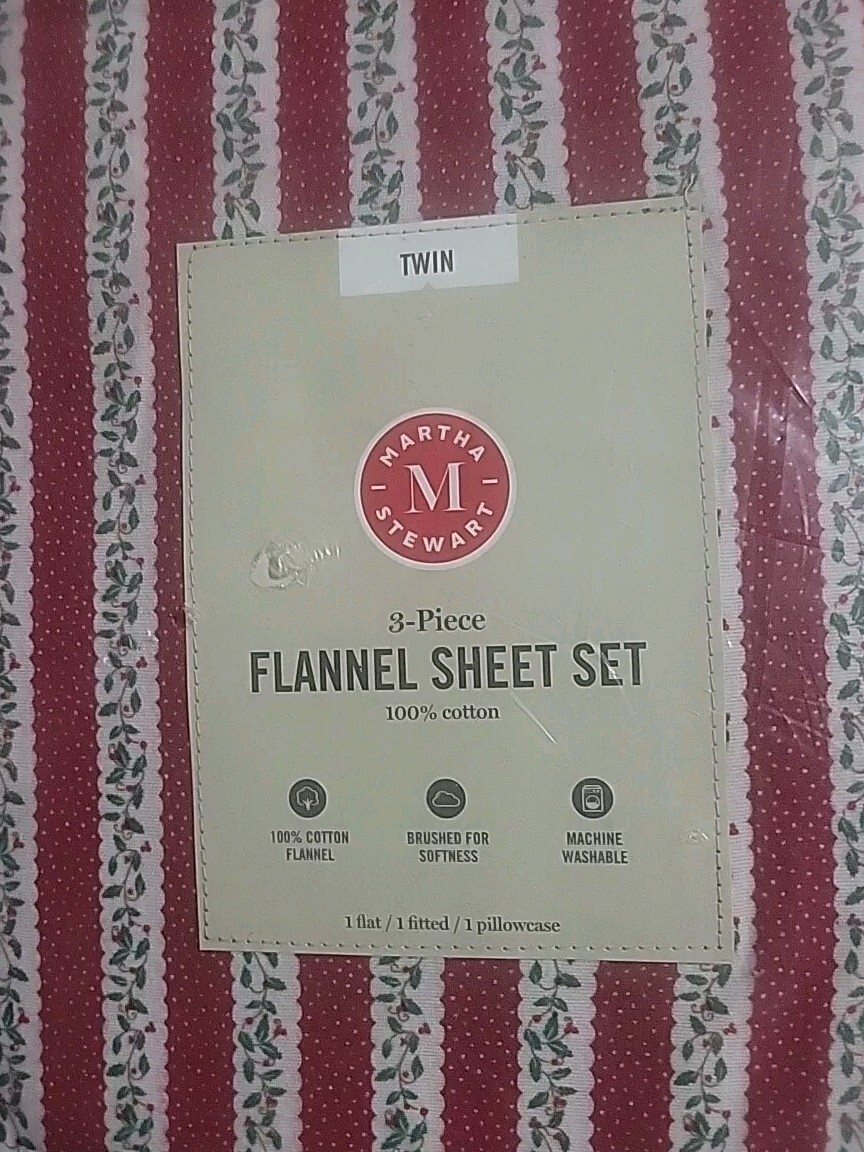 TWIN
MARTHA
M
STEWART
3-Piece
FLANNEL SHEET SET
100% cotton
100% COTTON FLANNEL
BRUSHED FOR SOFTNESS
MACHINE WASHABLE
1 flat / 1 fitted / 1 pillowcase